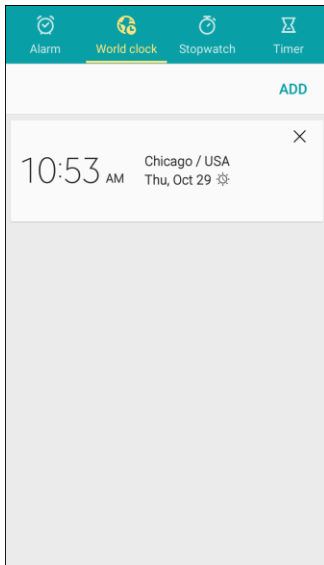 Alarm World clock Stopwatch Timer
ADD
10:53 AM
Chicago / USA
Thu, Oct 29